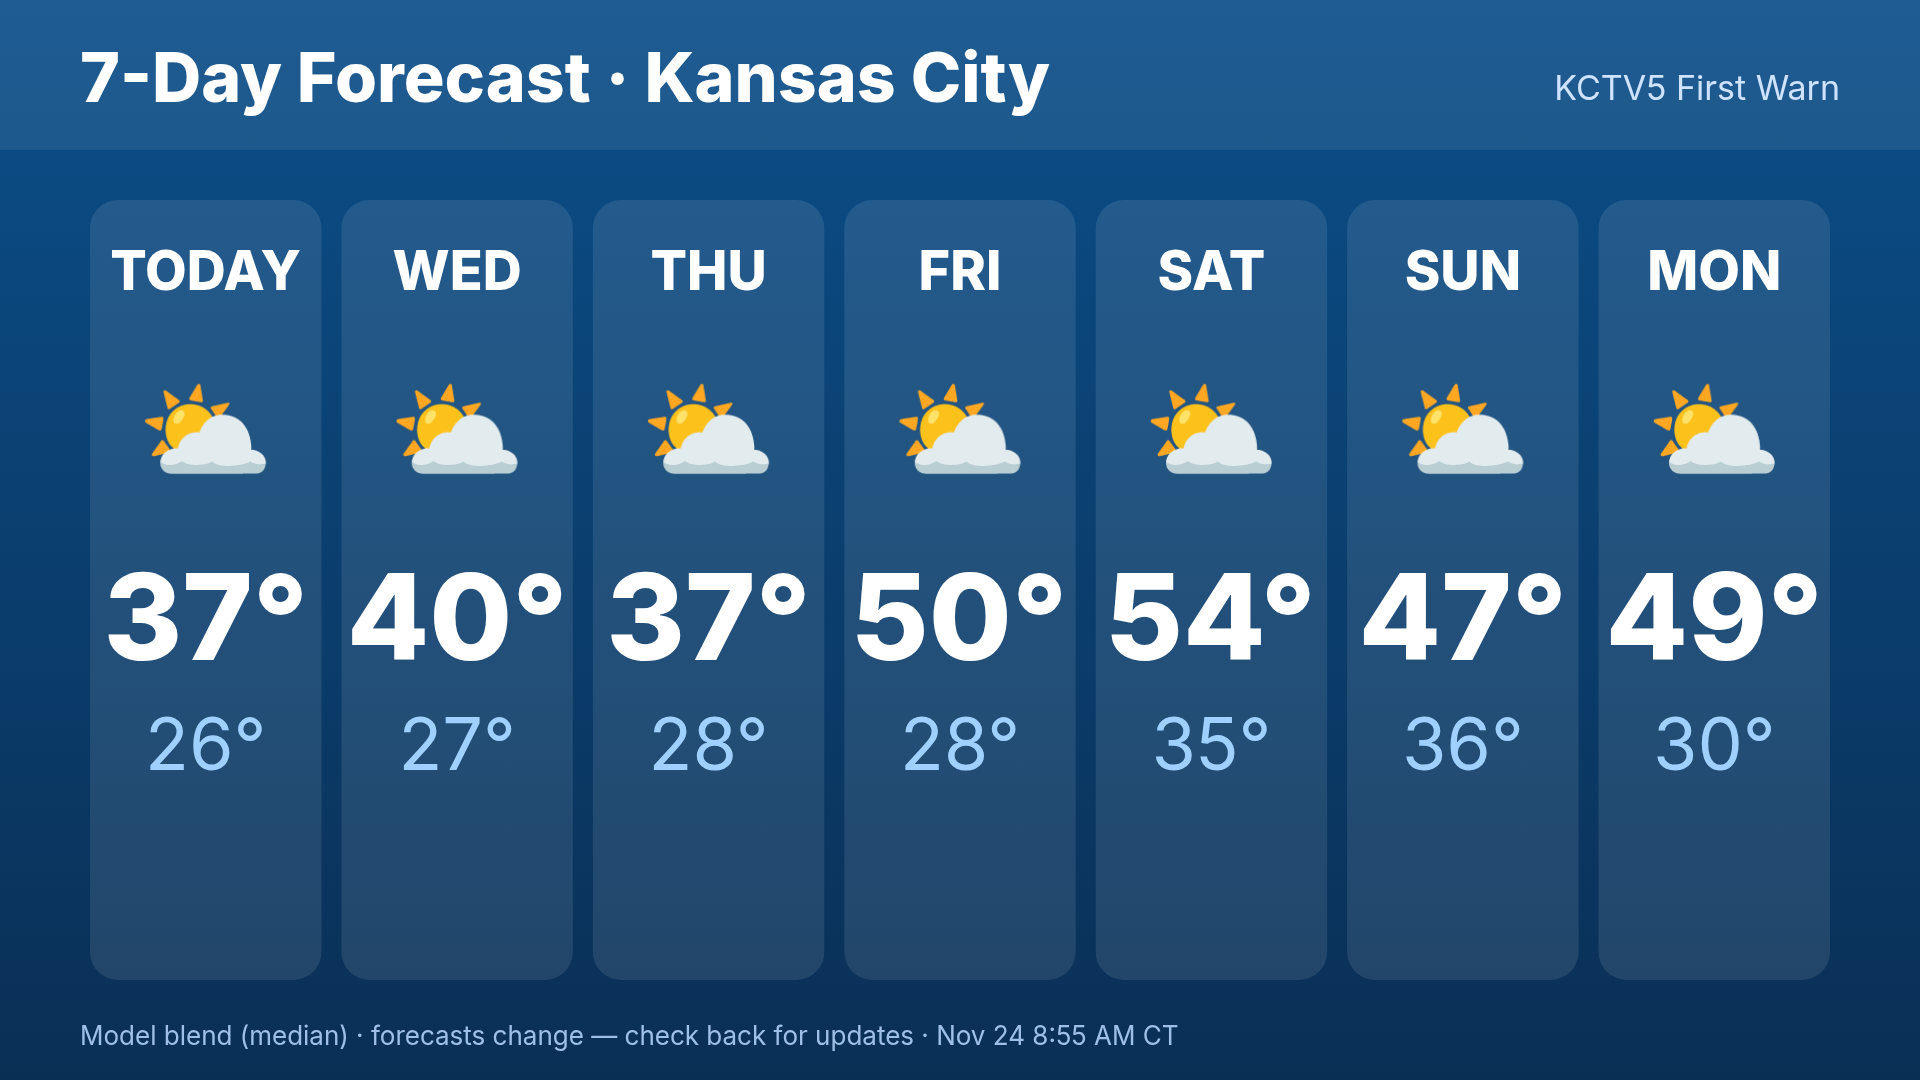 7-Day Forecast · Kansas City
KCTV5 First Warn
TODAY WED THU FRI SAT SUN MON
37° 40° 37° 50° 54° 47° 49°
26° 27° 28° 28° 35° 36° 30°
Model blend (median) · forecasts change — check back for updates · Nov 24 8:55 AM CT